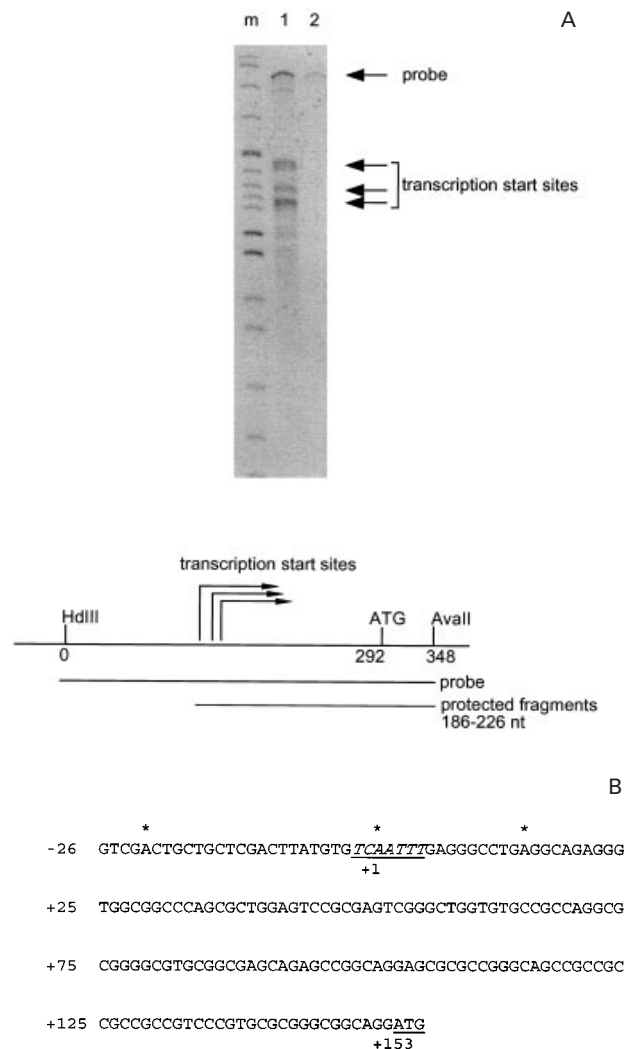 m 1 2 A
probe
transcription start sites
transcription start sites
HdIII ATG AvaII
0 292 348
probe
protected fragments
186-226 nt
B
* * *
-26 GTCGACTGCTGCTCGACTTATGTGTCAATTTGAGGGCCTGAGGCAGAGGG
+1
+25 TGGCGGCCCAGCGCTGGAGTCCGCGAGTCGGGCTGGTGTGCCGCCAGGCG
+75 CGGGGCGTGCGGCGAGCAGAGCCGGCAGGAGCGCGCCGGGCAGCCGCCGC
+125 CGCCGCCGTCCCGTGCGCGGGCGGCAGGATG
+153